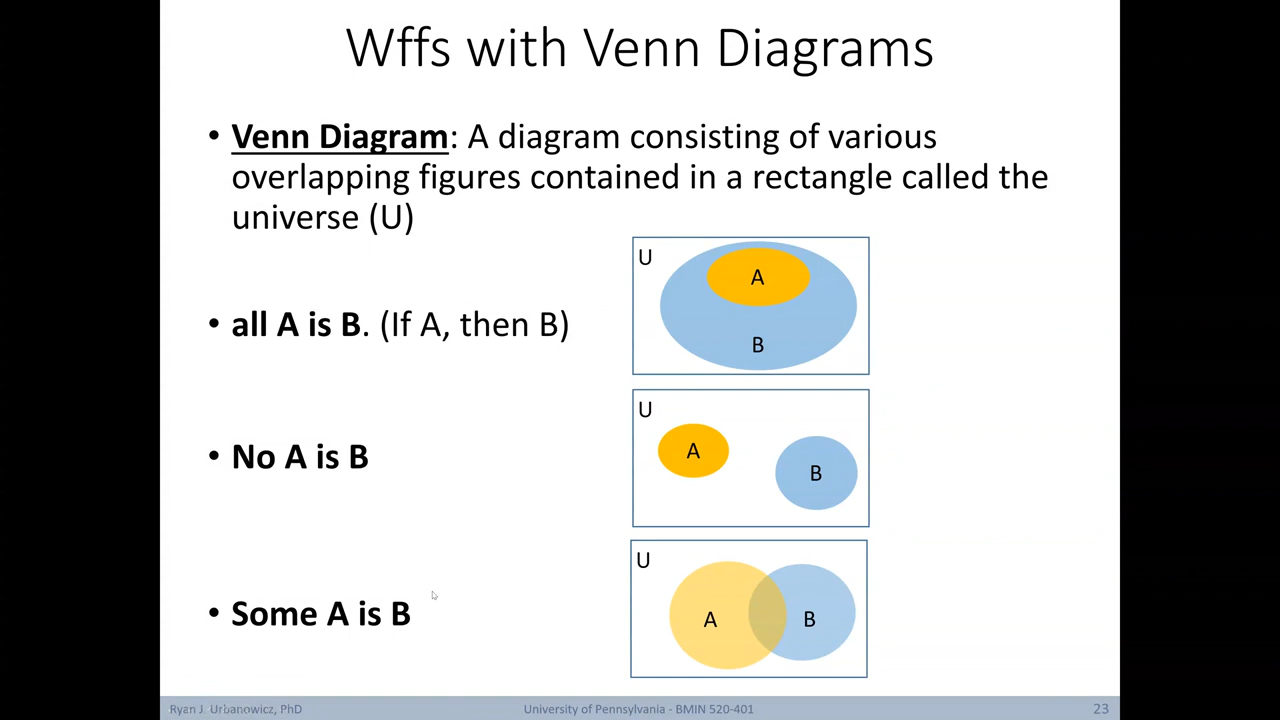 Wffs with Venn Diagrams
• Venn Diagram: A diagram consisting of various
overlapping figures contained in a rectangle called the
universe (U)
U
A
B
• all A is B. (If A, then B)
U
A
B
• No A is B
U
A
B
• Some A is B
Ryan J. Urbanowicz, PhD
University of Pennsylvania - BMIN 520-401
23